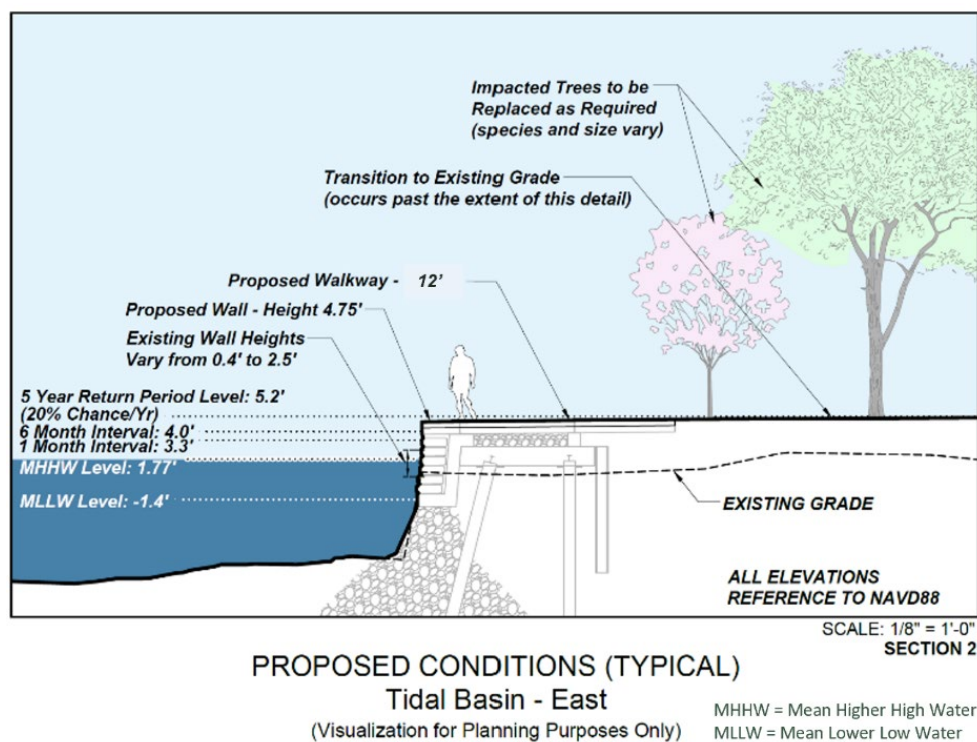 Impacted Trees to be
Replaced as Required
(species and size vary)
Transition to Existing Grade
(occurs past the extent of this detail)
Proposed Walkway - 12'
Proposed Wall - Height 4.75'
Existing Wall Heights
Vary from 0.4' to 2.5'
5 Year Return Period Level: 5.2'
(20% Chance/Yr)
6 Month Interval: 4.0'
1 Month Interval: 3.3'
MHHW Level: 1.77'
MLLW Level: -1.4'
EXISTING GRADE
ALL ELEVATIONS
REFERENCE TO NAVD88
SCALE: 1/8" = 1'-0"
SECTION 2
PROPOSED CONDITIONS (TYPICAL)
Tidal Basin - East
(Visualization for Planning Purposes Only)
MHHW = Mean Higher High Water
MLLW = Mean Lower Low Water